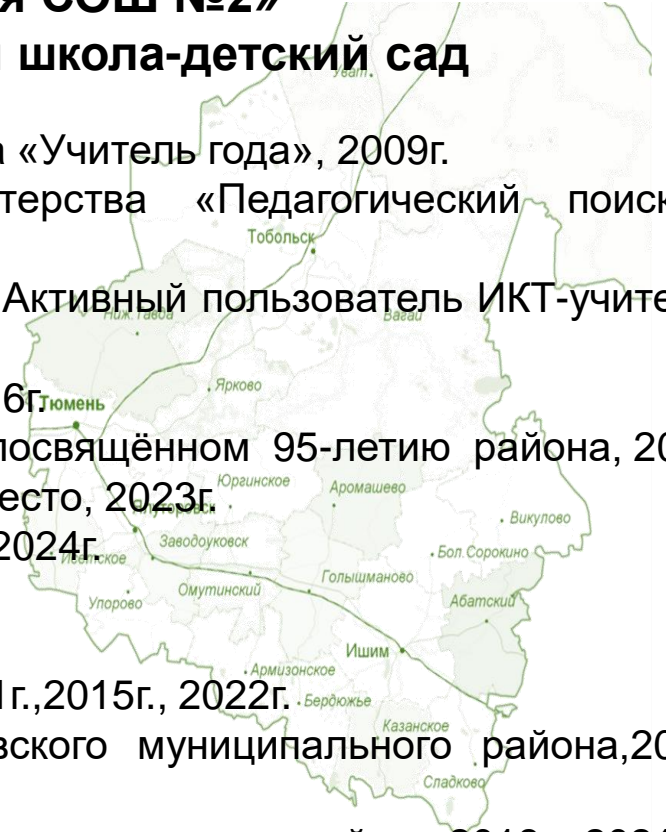 я СОШ №2»
школа-детский сад
Уват
а «Учитель года», 2009г.
терства «Педагогический поиск
Тобольск
Активный пользователь ИКТ-учите
Ниж.Тавда
Вагай
Ярково
6г.
Тюмень
посвящённом 95-летию района, 20
есто, 2023г.
Юргинское
Аромашево
Викулово
2024г.
Заводоуковск
Бол.Сорокино
Голышманово
Омутинский
Упорово
Абатский
Ишим
Армизонское
1г.,2015г., 2022г.
Бердюжье
Казанское
вского муниципального района,20
Сладково